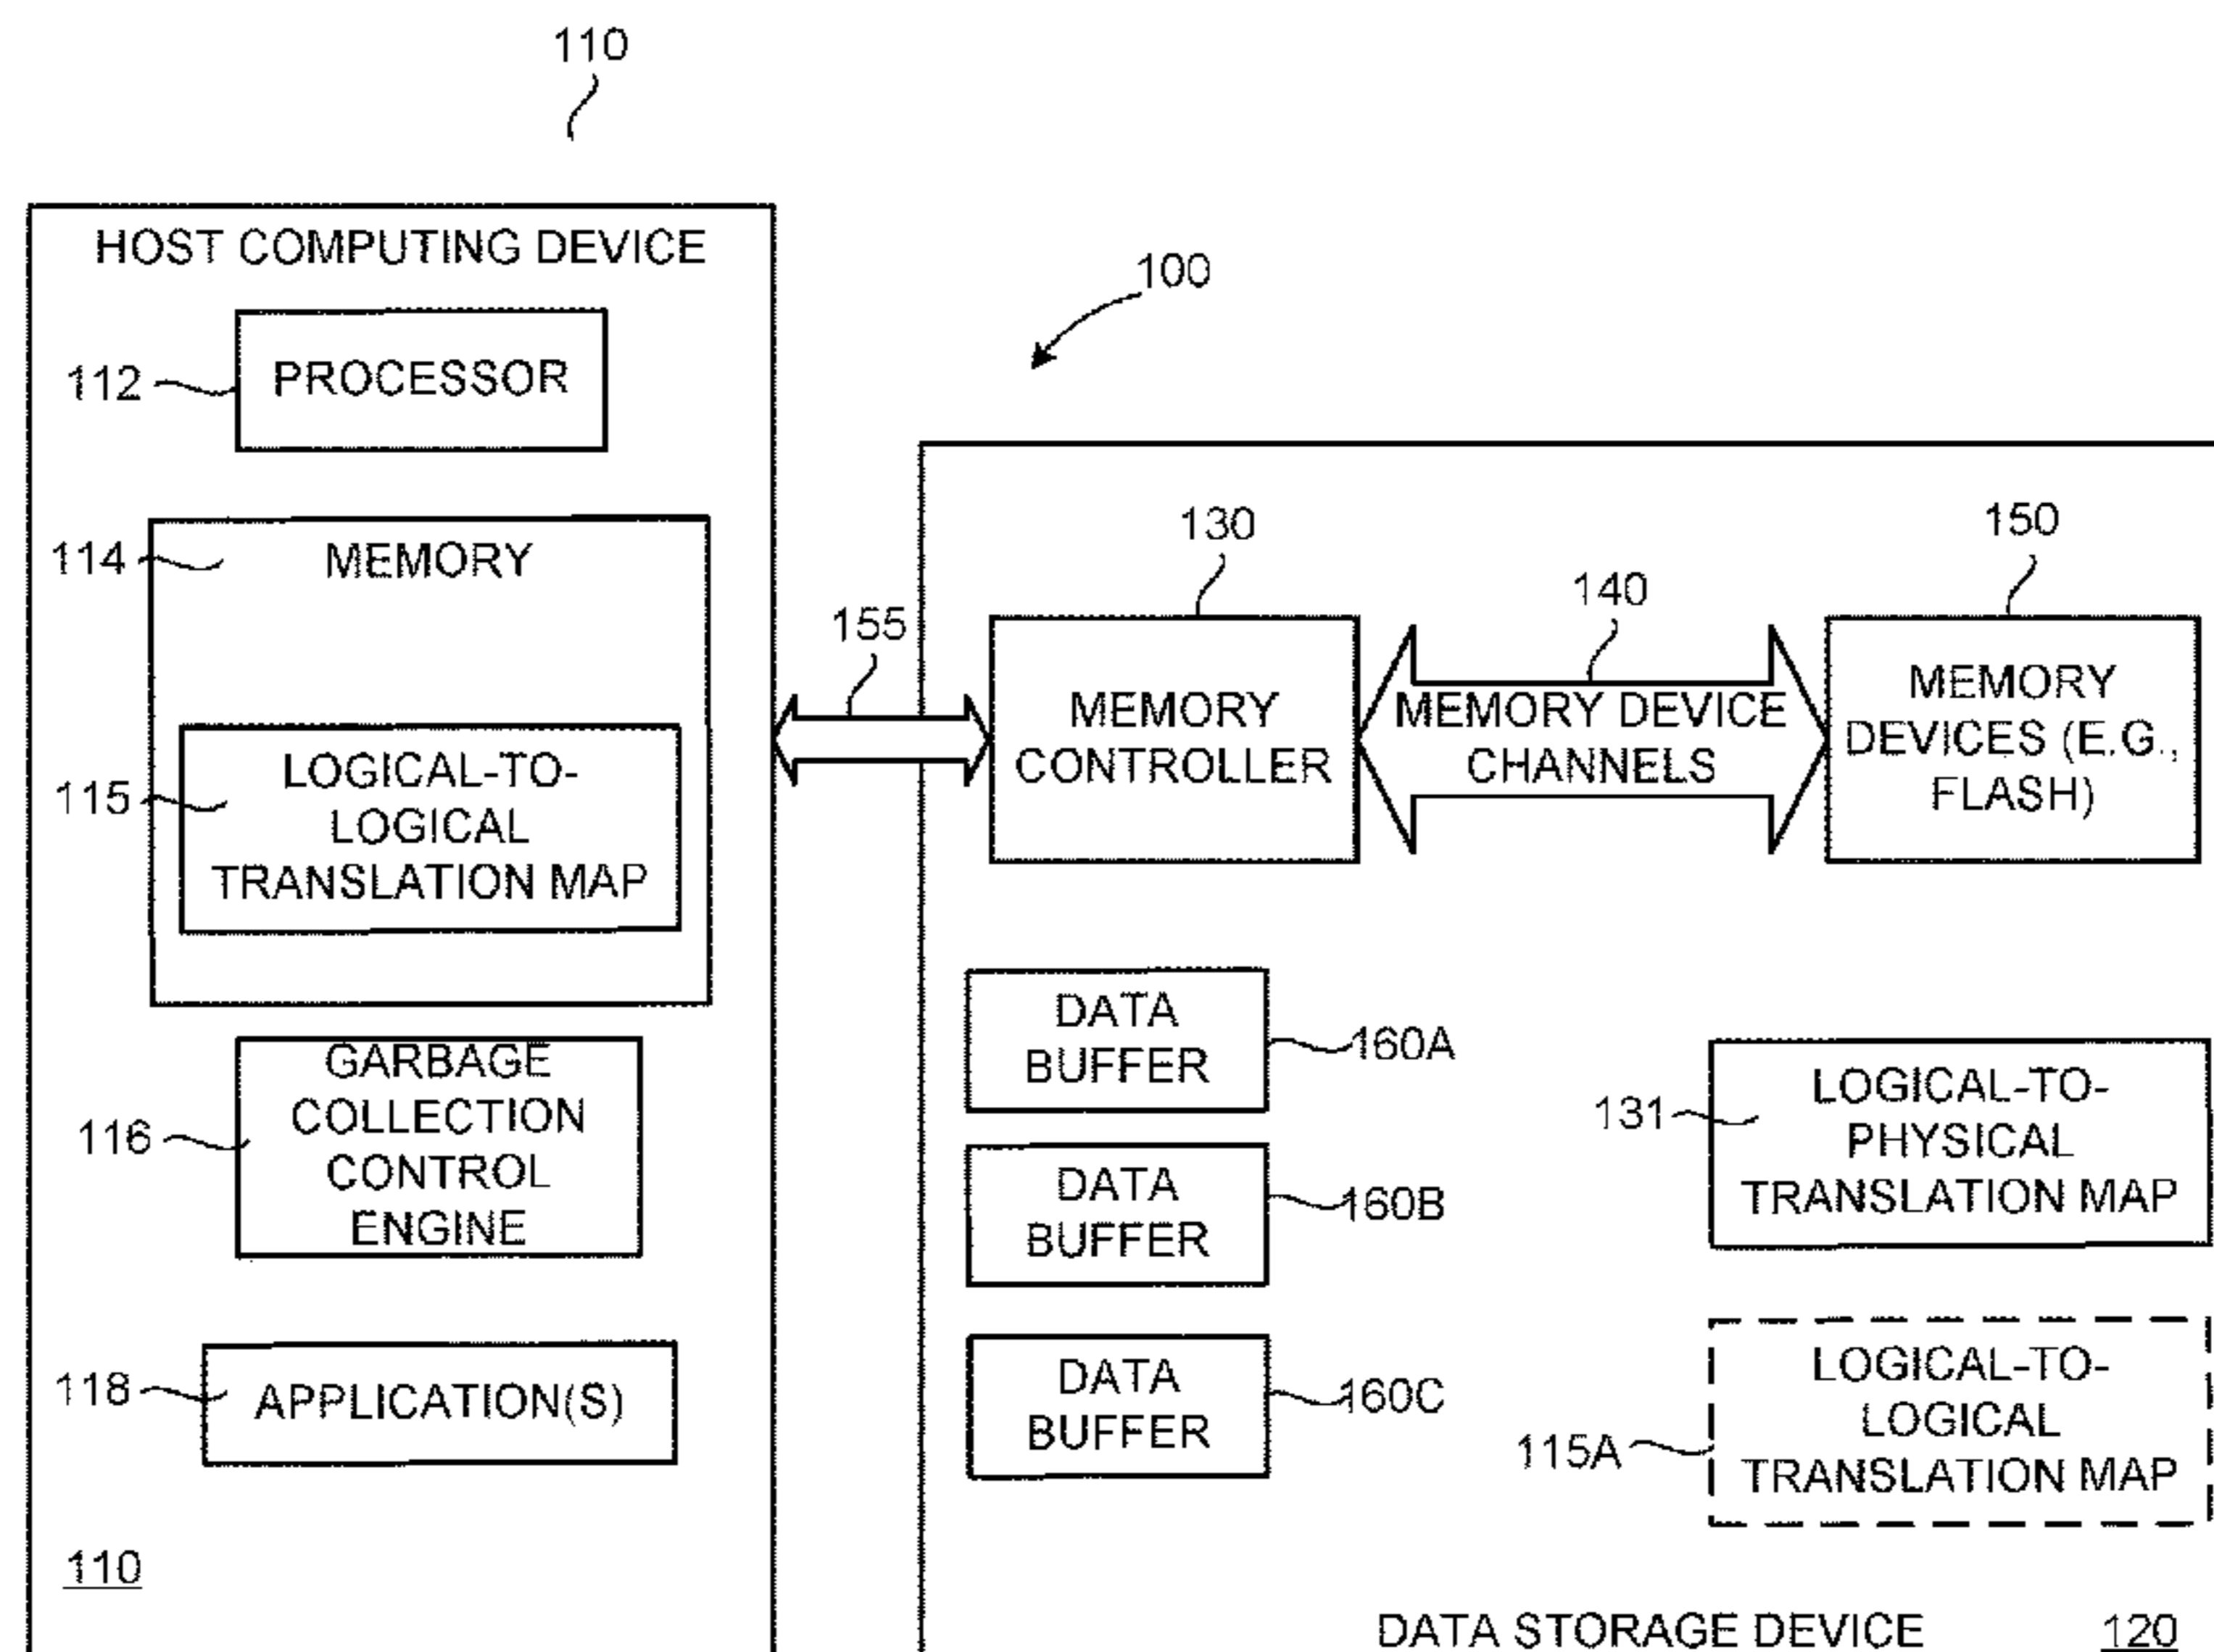 110
HOST COMPUTING DEVICE
112
PROCESSOR
114
MEMORY
115
LOGICAL-TO-
LOGICAL
TRANSLATION MAP
116
GARBAGE
COLLECTION
CONTROL
ENGINE
118
APPLICATION(S)
110
100
155
130
MEMORY
CONTROLLER
140
MEMORY DEVICE
CHANNELS
150
MEMORY
DEVICES (E.G.,
FLASH)
DATA
BUFFER
160A
DATA
BUFFER
160B
DATA
BUFFER
160C
131
LOGICAL-TO-
PHYSICAL
TRANSLATION MAP
115A
LOGICAL-TO-
LOGICAL
TRANSLATION MAP
DATA STORAGE DEVICE 120